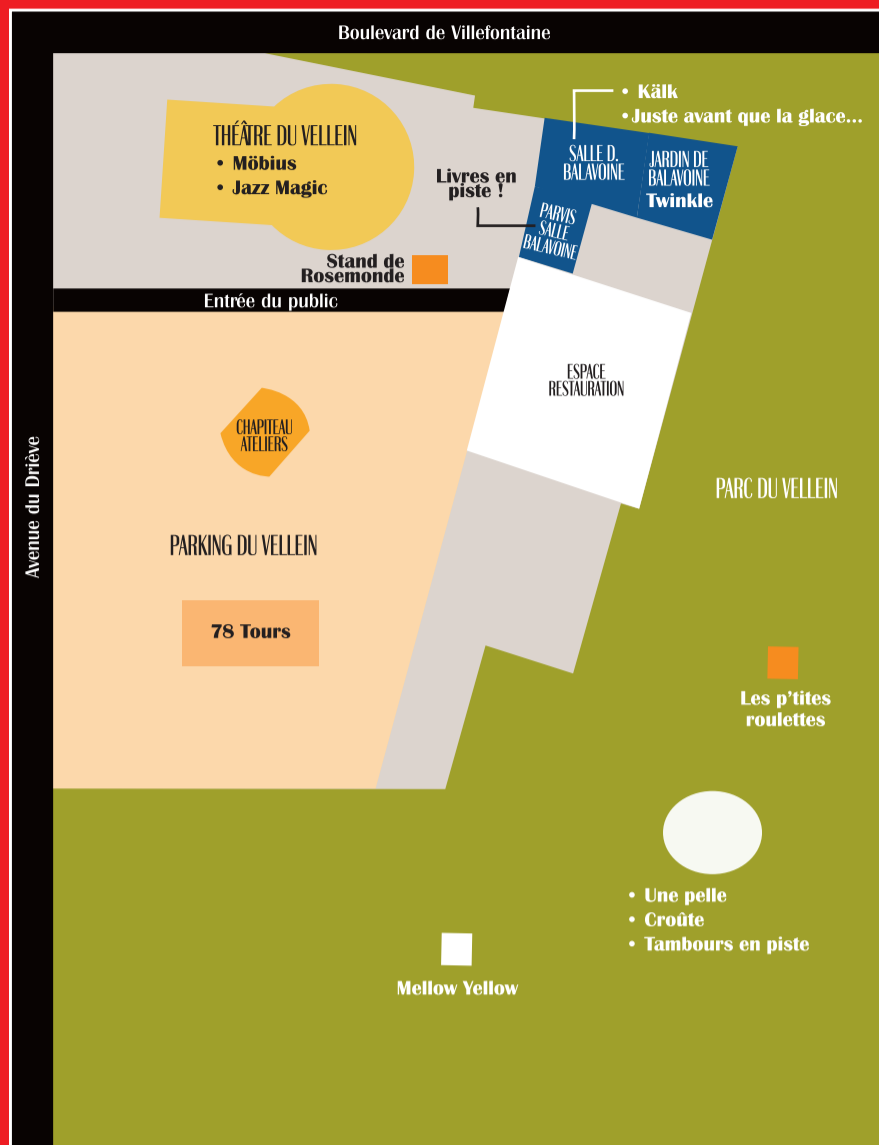 Boulevard de Villefontaine
• Kälk
• Juste avant que la glace...
THÉÂTRE DU VELLEIN
• Möbius
• Jazz Magic
SALLE D.
BALAVOINE
JARDIN DE
BALAVOINE
Twinkle
Livres en
piste !
PARVIS
SALLE
BALAVOINE
Stand de
Rosemonde
Entrée du public
ESPACE
RESTAURATION
CHAPITEAU
ATELIERS
Avenue du Driève
PARC DU VELLEIN
PARKING DU VELLEIN
78 Tours
Les p'tites
roulettes
• Une pelle
• Croûte
• Tambours en piste
Mellow Yellow